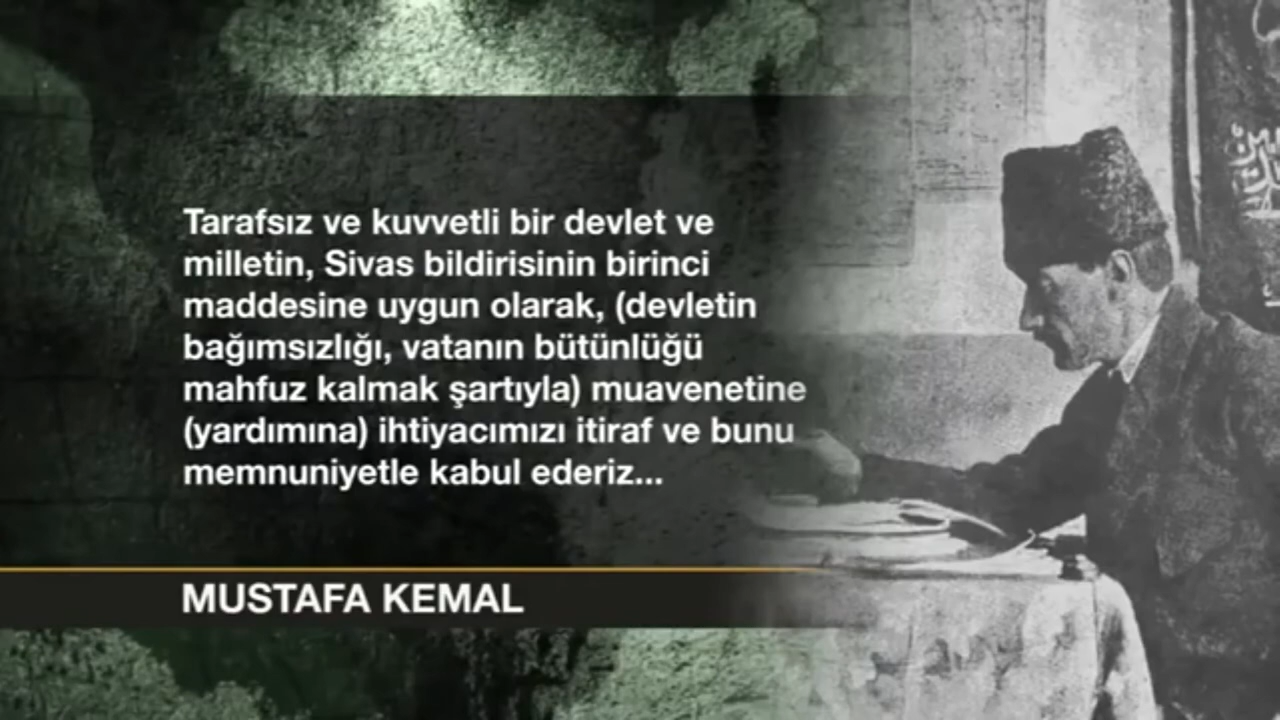 Tarafsız ve kuvvetli bir devlet ve
milletin, Sivas bildirisinin birinci
maddesine uygun olarak, (devletin
bağımsızlığı, vatanın bütünlüğü
mahfuz kalmak şartıyla) muavenetine
(yardımına) ihtiyacımızı itiraf ve bunu
memnuniyetle kabul ederiz...
MUSTAFA KEMAL